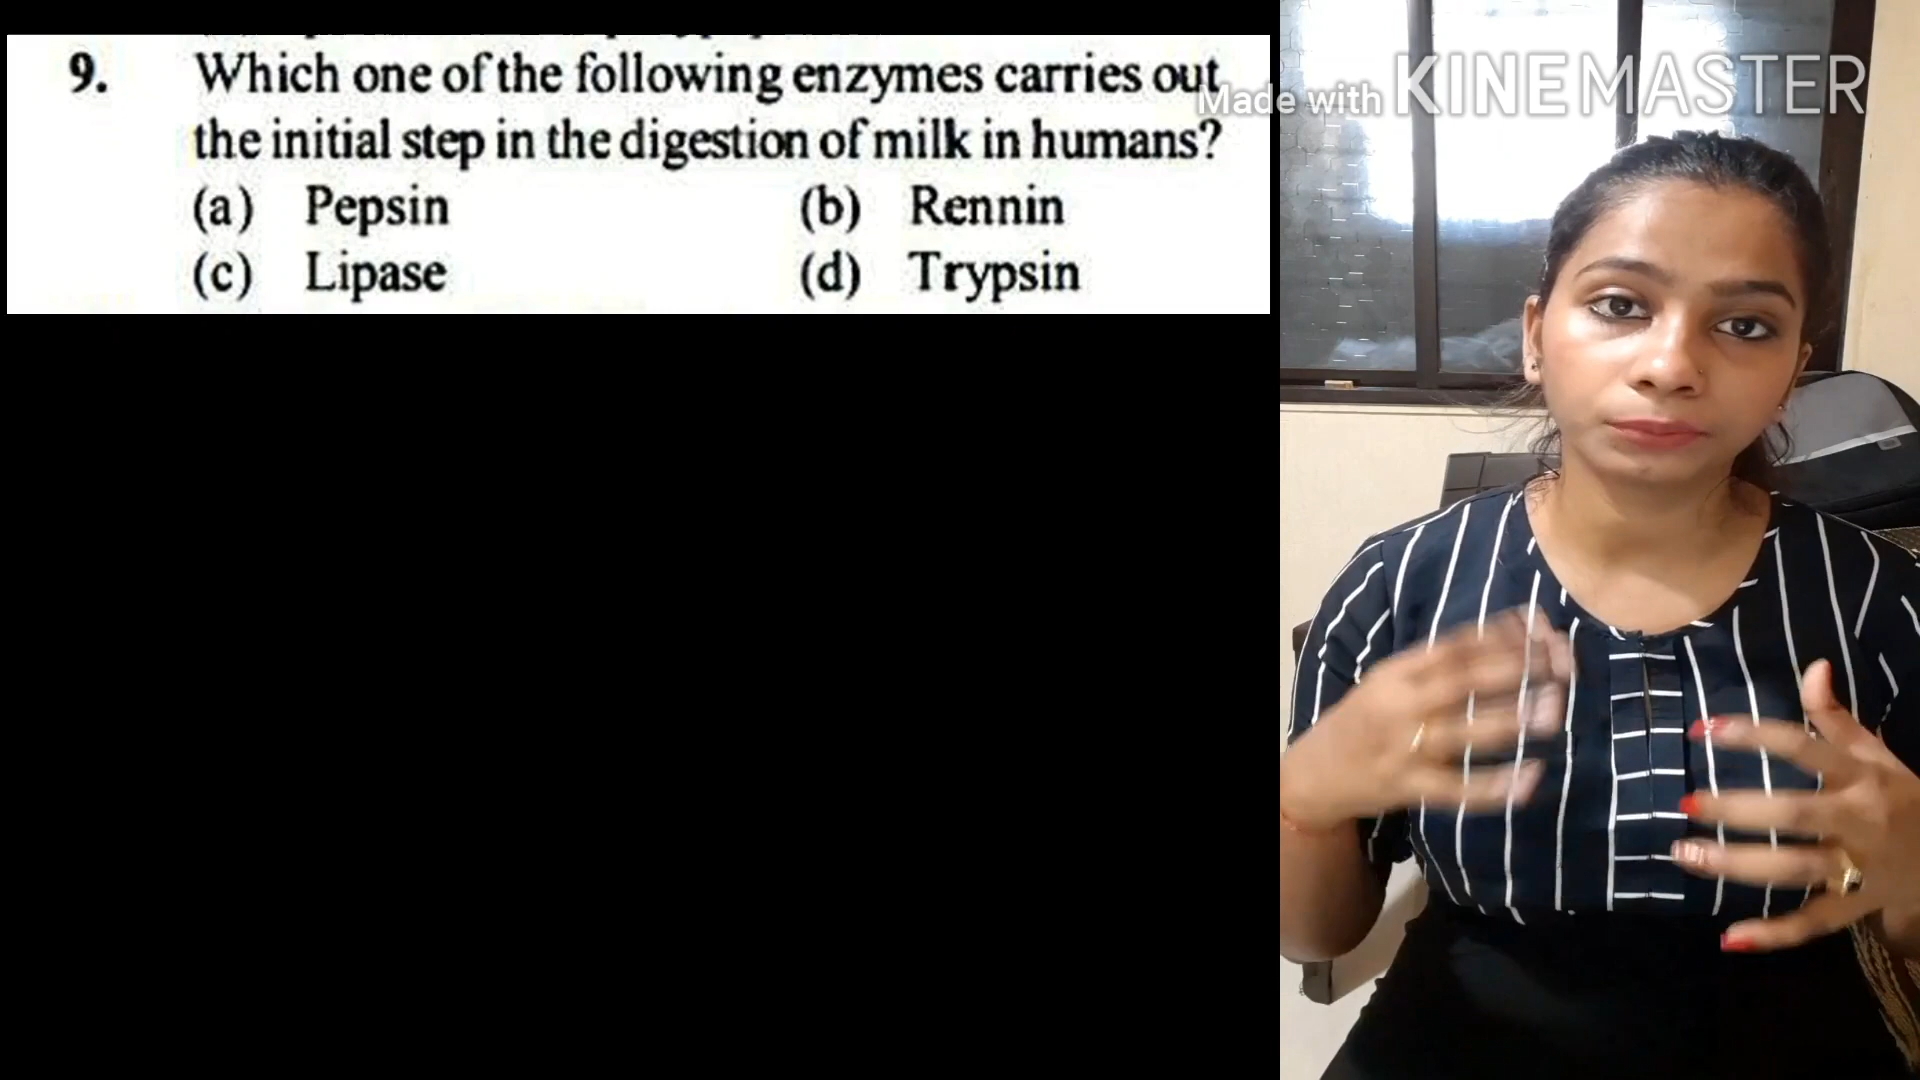 9. Which one of the following enzymes carries out
the initial step in the digestion of milk in humans?
(a) Pepsin (b) Rennin
(c) Lipase (d) Trypsin
Made with KINEMASTER